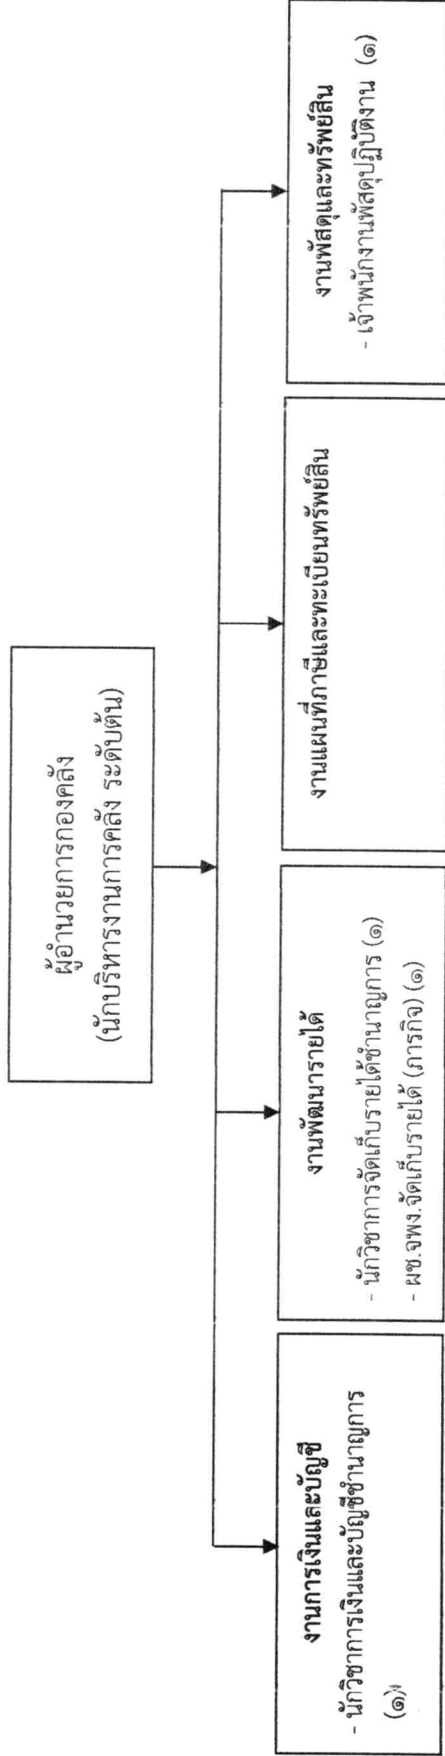 ผู้อำนวยการกองคลัง
(นักบริหารงานการคลัง ระดับต้น)
งานการเงินและบัญชี
- นักวิชาการเงินและบัญชีชำนาญการ
(๑)
งานพัฒนารายได้
- นักวิชาการจัดเก็บรายได้ชำนาญการ (๑)
- ผช.จพง.จัดเก็บรายได้ (ภารกิจ) (๑)
งานแผนที่ภาษีและทะเบียนทรัพย์สิน
งานพัสดุและทรัพย์สิน
- เจ้าพนักงานพัสดุปฏิบัติงาน (๑)